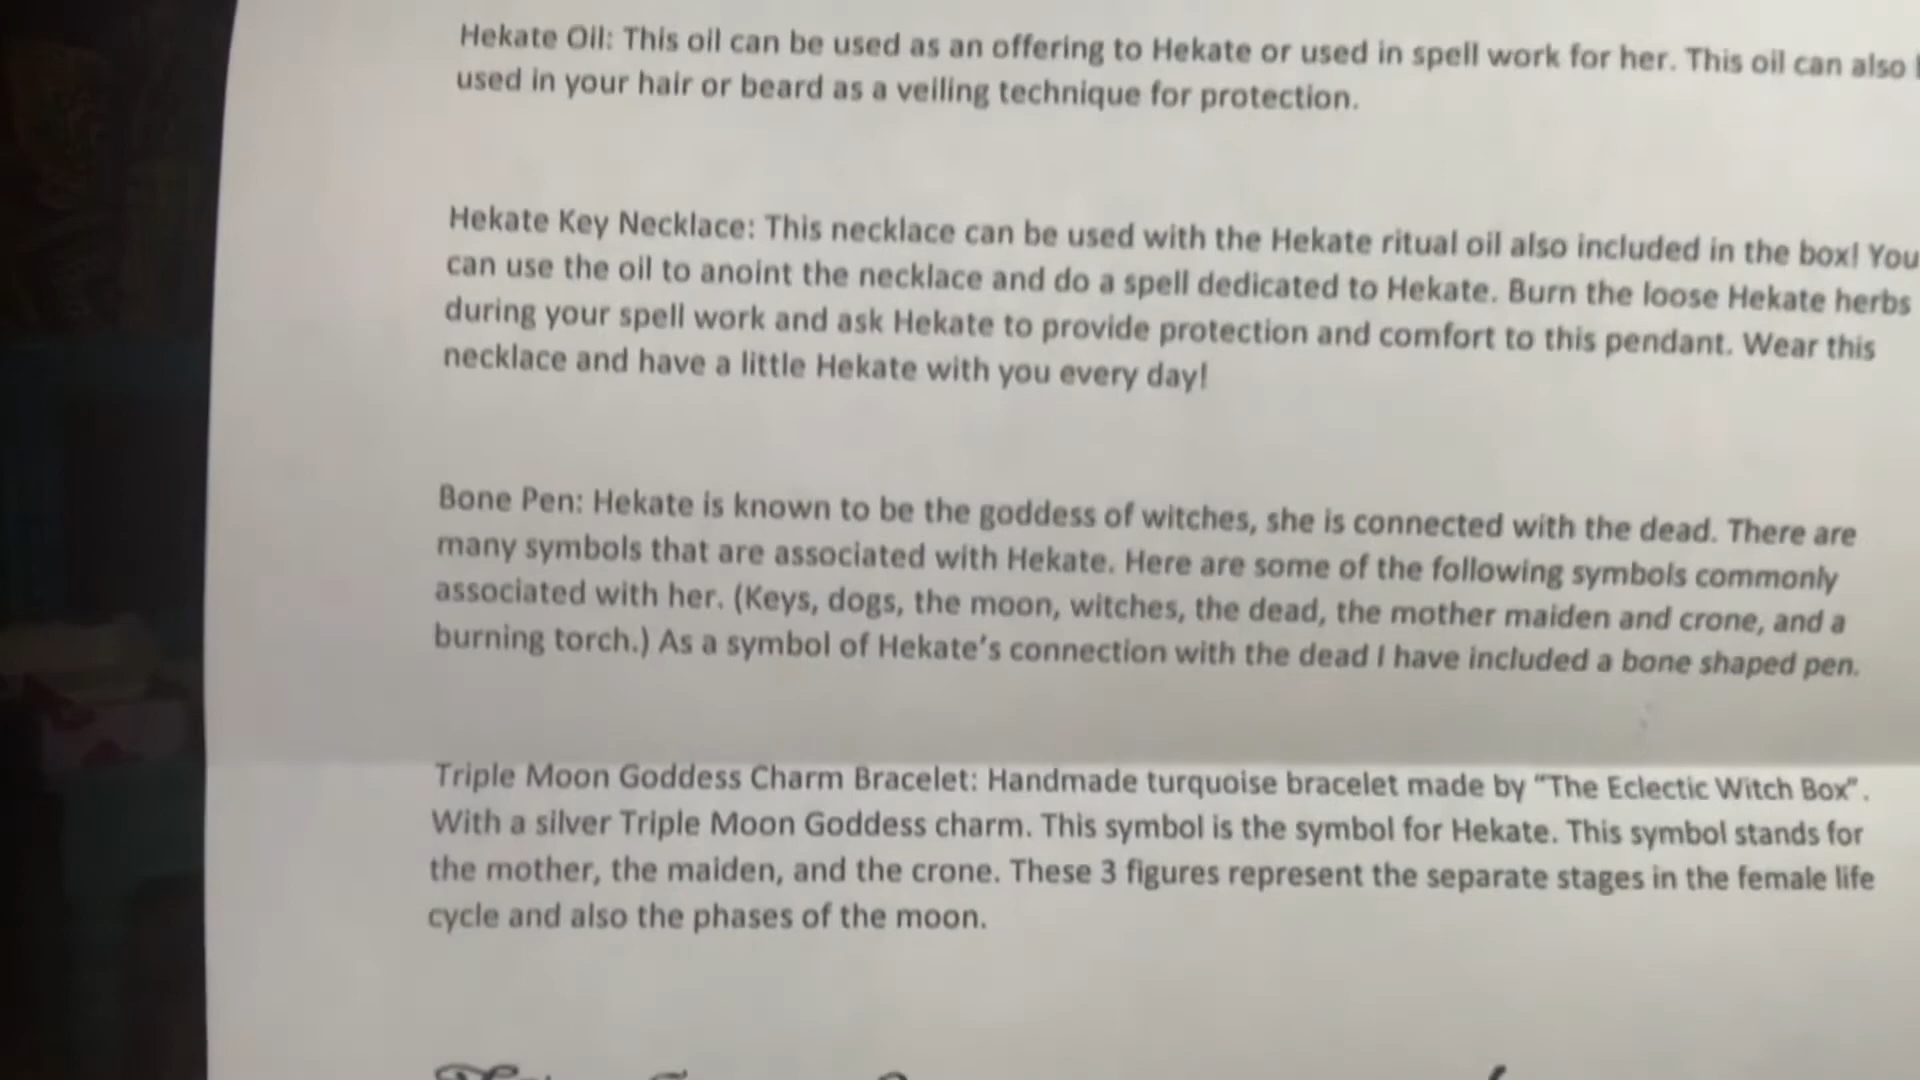 Hekate Oil: This oil can be used as an offering to Hekate or used in spell work for her. This oil can also
used in your hair or beard as a veiling technique for protection.
Hekate Key Necklace: This necklace can be used with the Hekate ritual oil also included in the box! You
can use the oil to anoint the necklace and do a spell dedicated to Hekate. Burn the loose Hekate herbs
during your spell work and ask Hekate to provide protection and comfort to this pendant. Wear this
necklace and have a little Hekate with you every day!
Bone Pen: Hekate is known to be the goddess of witches, she is connected with the dead. There are
many symbols that are associated with Hekate. Here are some of the following symbols commonly
associated with her. (Keys, dogs, the moon, witches, the dead, the mother maiden and crone, and a
burning torch.) As a symbol of Hekate's connection with the dead I have included a bone shaped pen.
Triple Moon Goddess Charm Bracelet: Handmade turquoise bracelet made by "The Eclectic Witch Box".
With a silver Triple Moon Goddess charm. This symbol is the symbol for Hekate. This symbol stands for
the mother, the maiden, and the crone. These 3 figures represent the separate stages in the female life
cycle and also the phases of the moon.